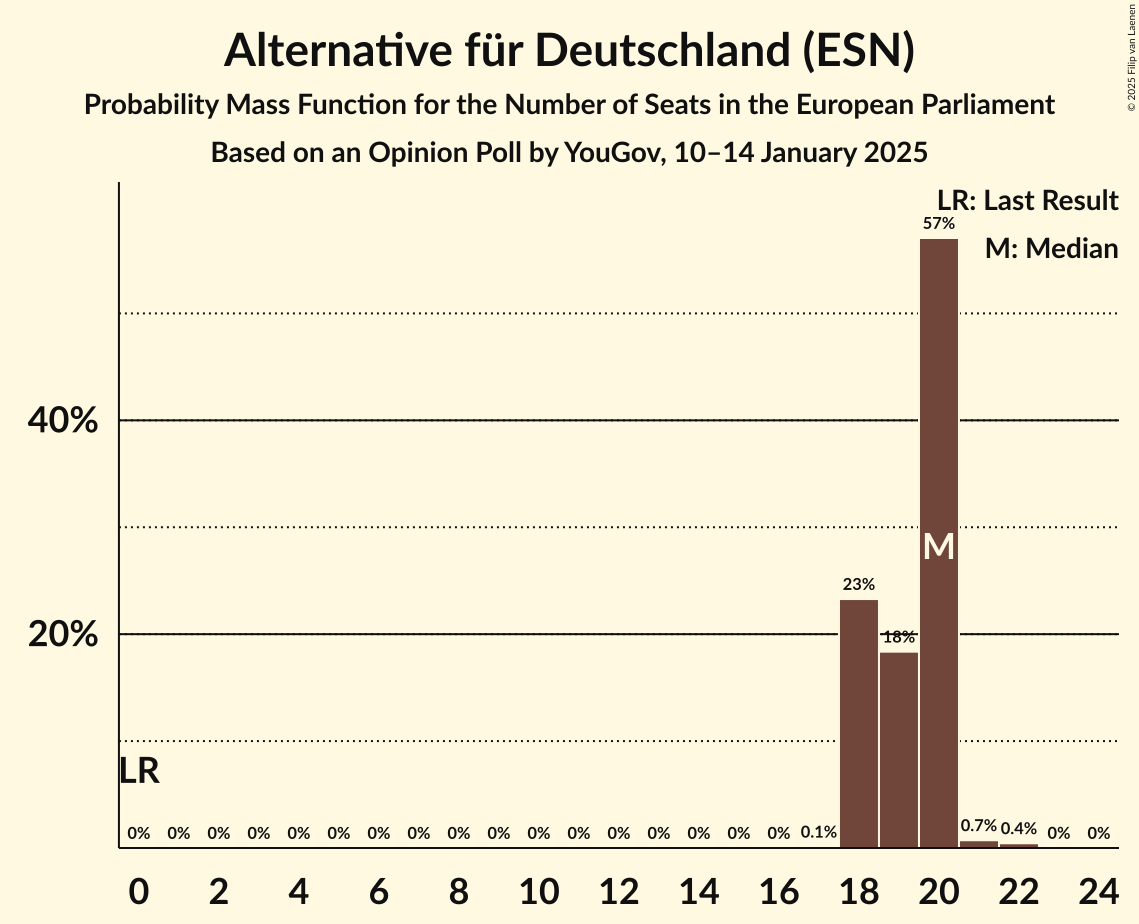 Alternative für Deutschland (ESN)
Probability Mass Function for the Number of Seats in the European Parliament
Based on an Opinion Poll by YouGov, 10–14 January 2025
© 2025 Filip van Laenen
LR: Last Result
M: Median
57%
40%
M
23%
20%
18%
LR
0% 0% 0% 0% 0% 0% 0% 0% 0% 0% 0% 0% 0% 0% 0% 0% 0% 0.1% 0.7% 0.4% 0% 0%
0 2 4 6 8 10 12 14 16 18 20 22 24